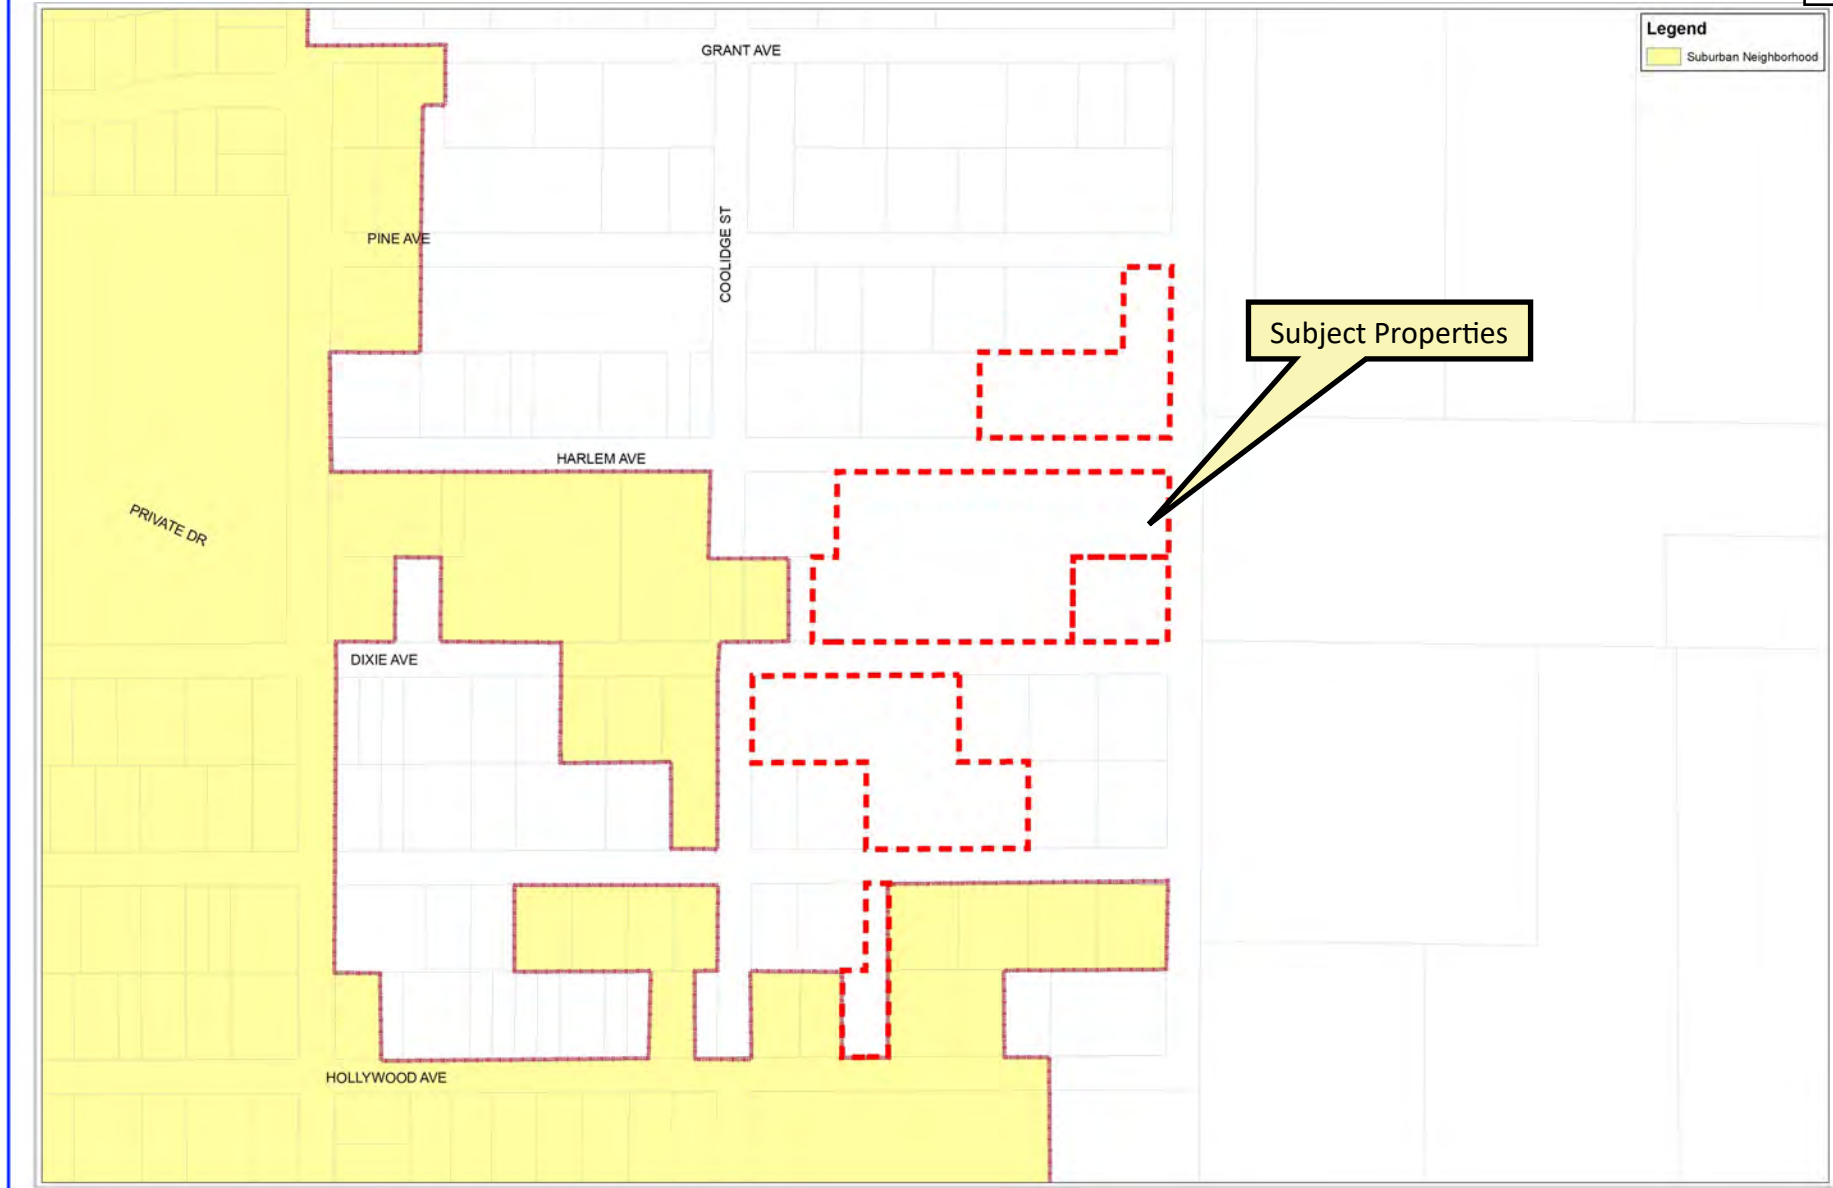 Legend
Suburban Neighborhood
GRANT AVE
PINE AVE
COOLIDGE ST
Subject Properties
HARLEM AVE
PRIVATE DR
DIXIE AVE
HOLLYWOOD AVE